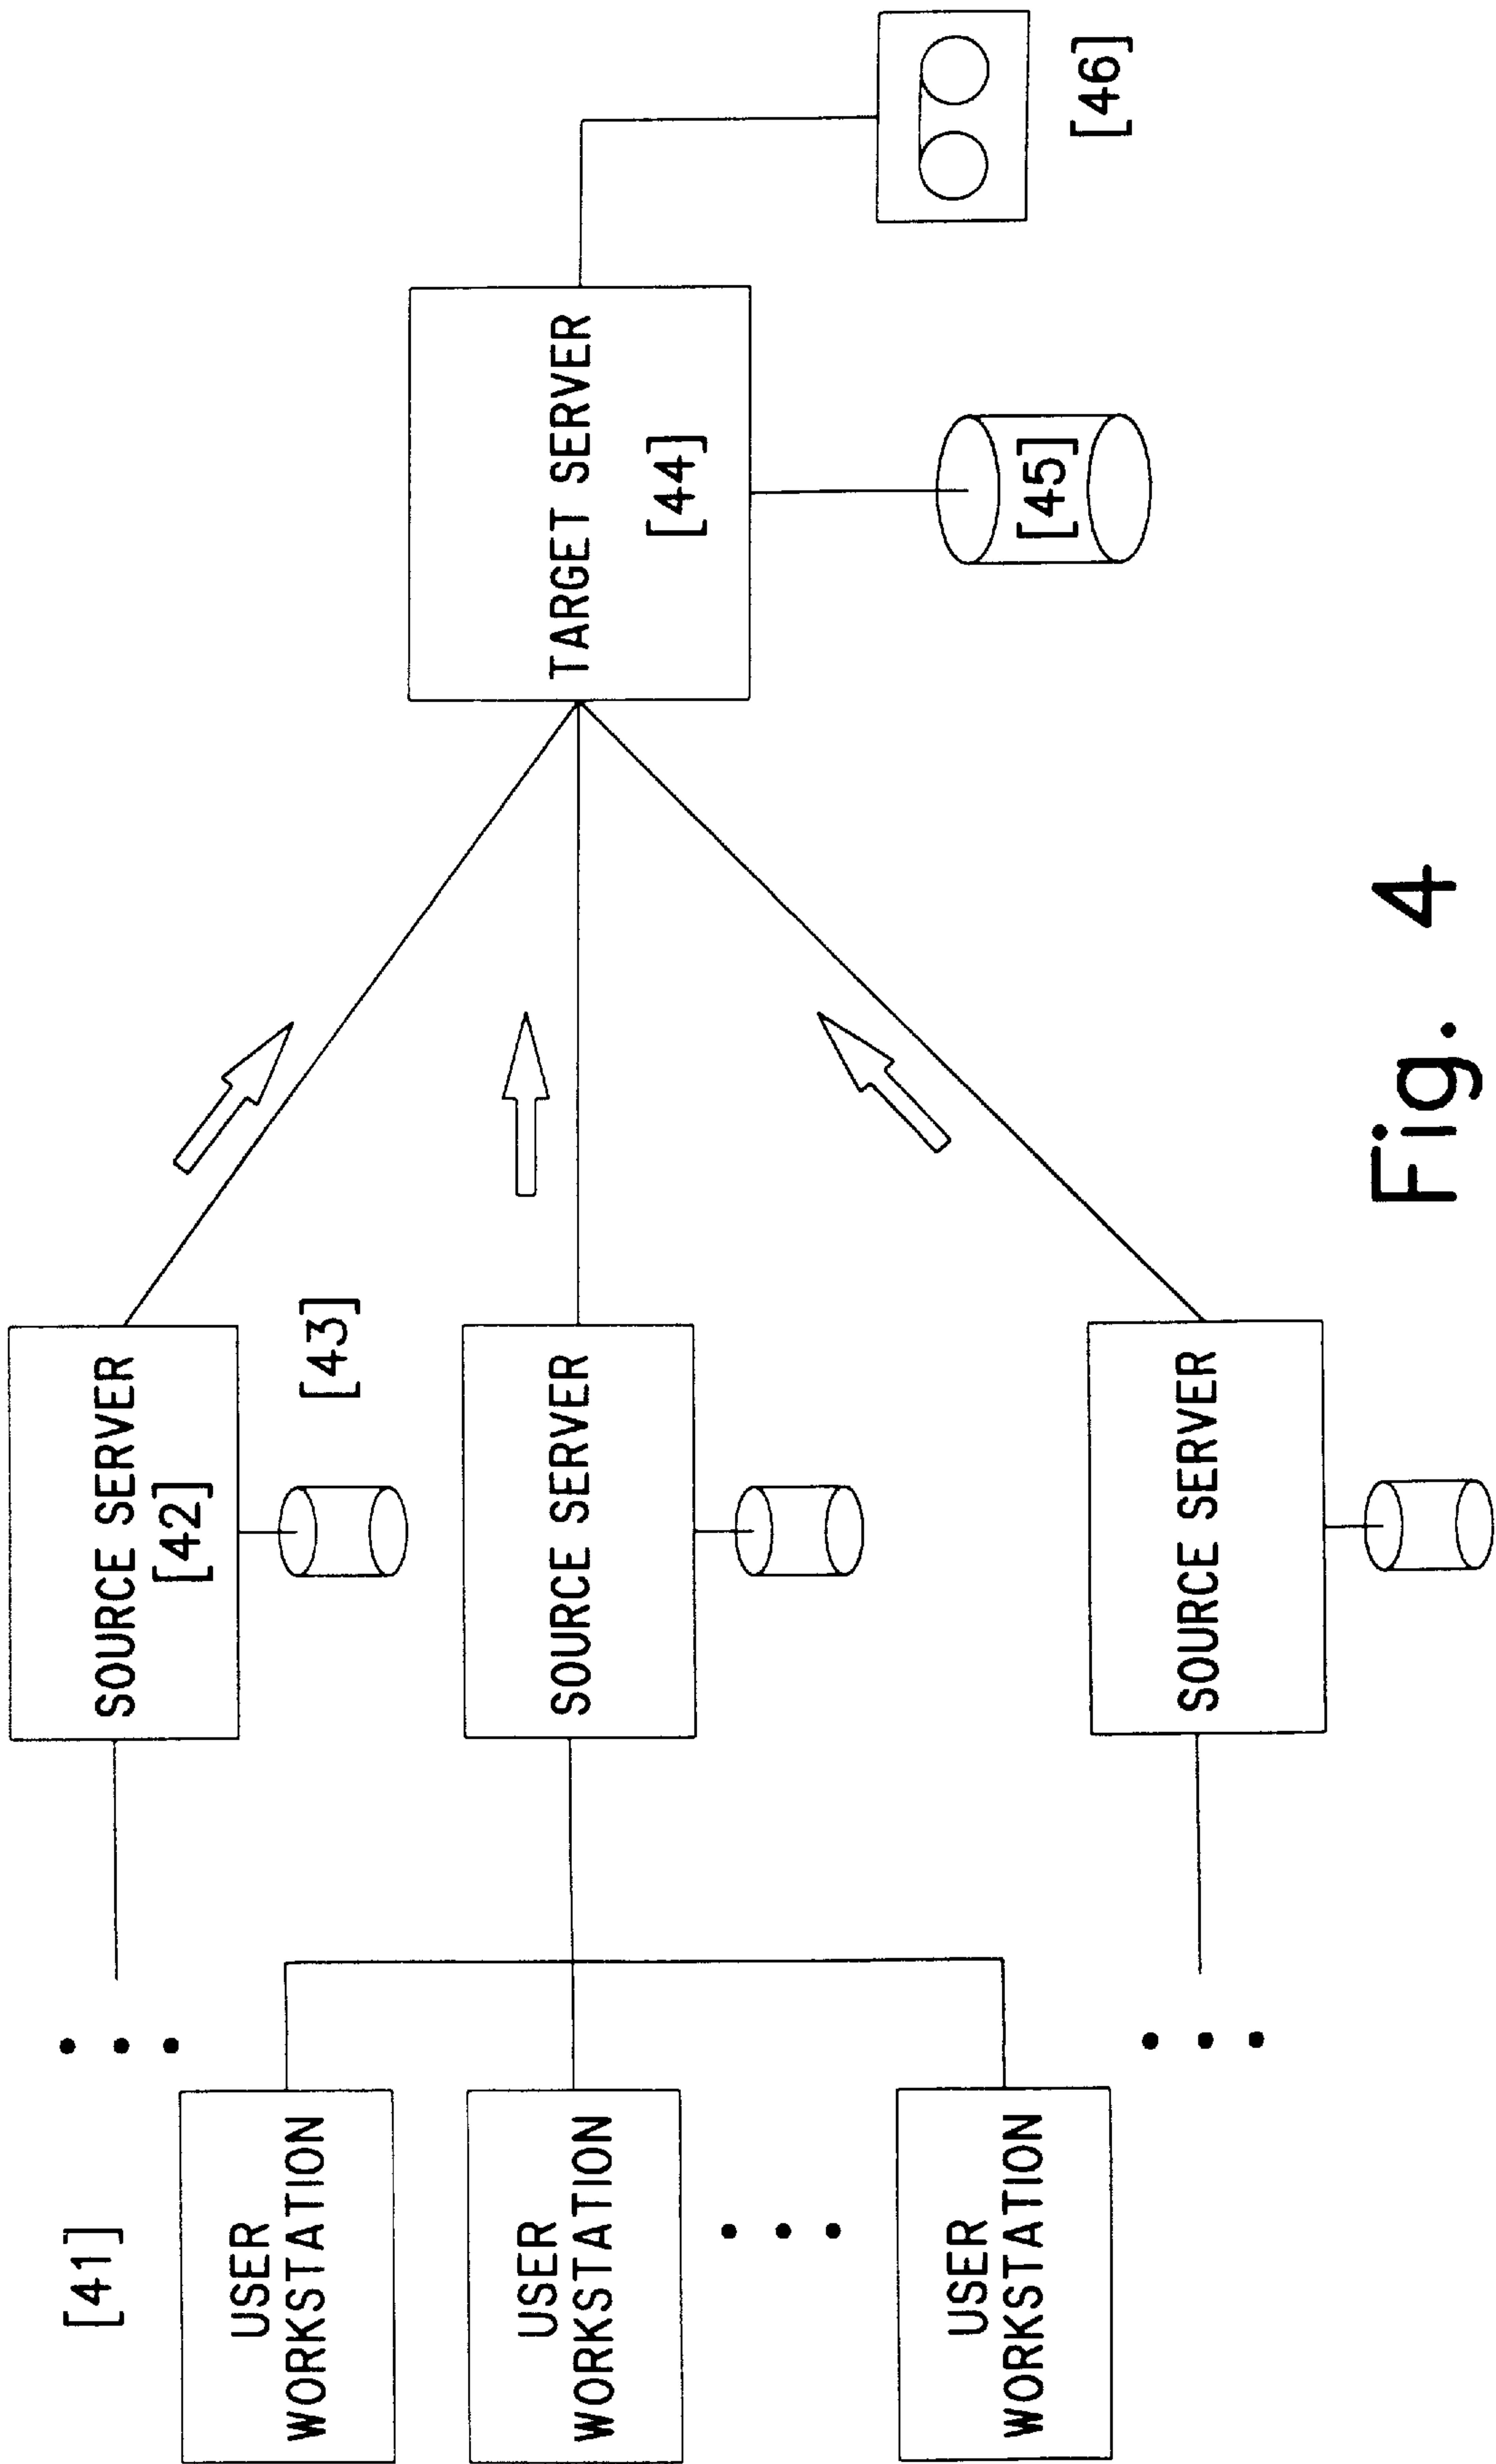 [41]
USER
WORKSTATION
USER
WORKSTATION
USER
WORKSTATION
SOURCE SERVER
[42]
[43]
SOURCE SERVER
SOURCE SERVER
TARGET SERVER
[44]
[45]
[46]
Fig. 4